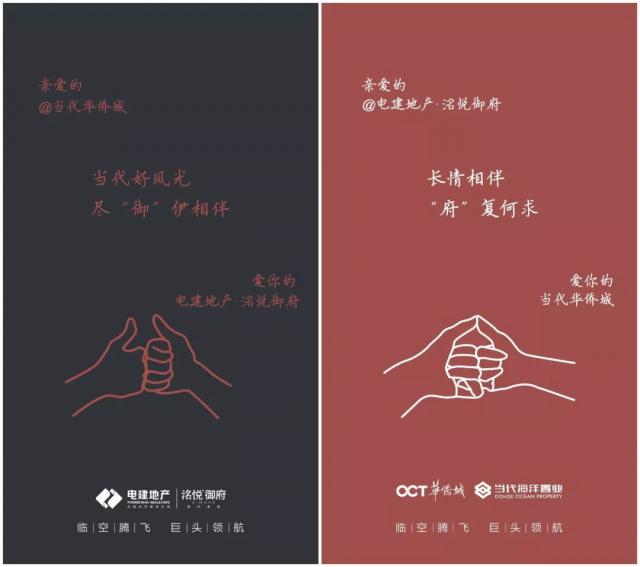 亲爱的
@当代华侨城
当代好风光
尽“御”伊相伴
爱你的
电建地产·洺悦御府
电建地产
POWERCHINA REAL ESTATE
洺悦御府
临空腾飞 巨头领航
亲爱的
@电建地产·洺悦御府
长情相伴
“府”复何求
爱你的
当代华侨城
OCT 華僑城
当代海洋置业
DONGE OCEAN PROPERTY
临空腾飞 巨头领航